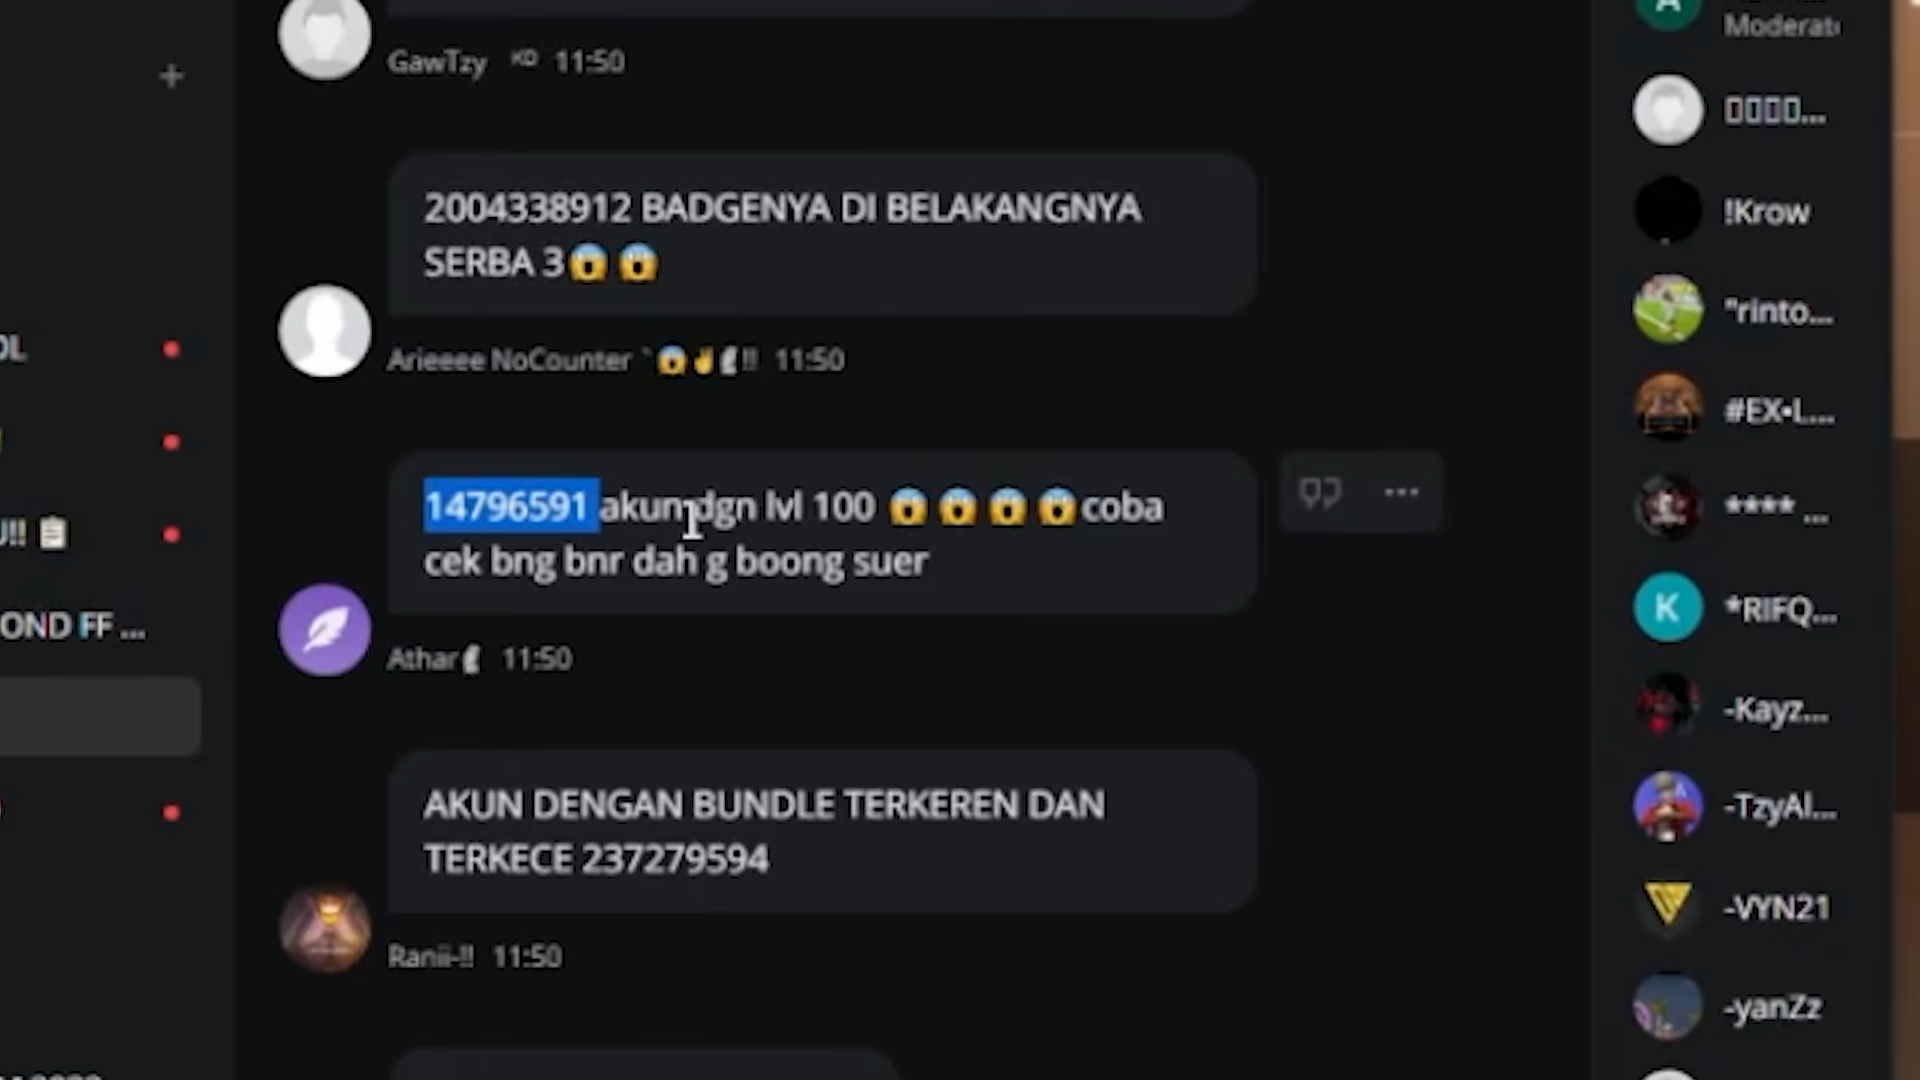 GawTzy KD 11:50
2004338912 BADGENYA DI BELAKANGNYA
SERBA 3😱😱
Arieeee NoCounter `😱✌!! 11:50
14796591 akun dgn lvl 100 😱😱😱😱coba
cek bng bnr dah g boong suer
Athar 11:50
AKUN DENGAN BUNDLE TERKEREN DAN
TERKECE 237279594
Ranii-!! 11:50
!! 📋
OND FF ...
Moderat
!Krow
"rinto...
#EX•L...
**** ...
K
*RIFQ...
-Kayz...
-TzyAl...
-VYN21
-yanZz